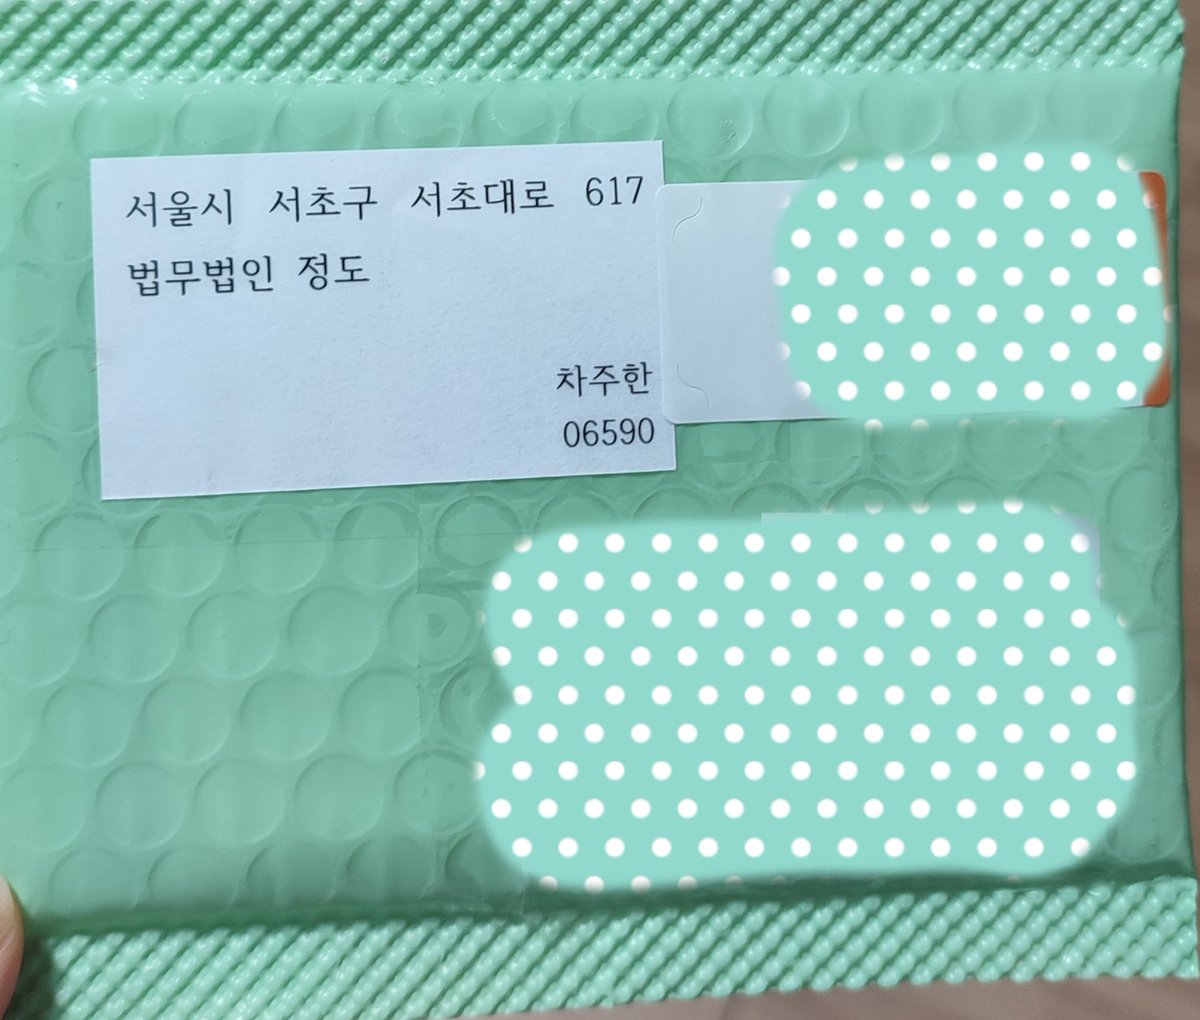 서울시 서초구 서초대로 617
법무법인 정도
차주한
06590